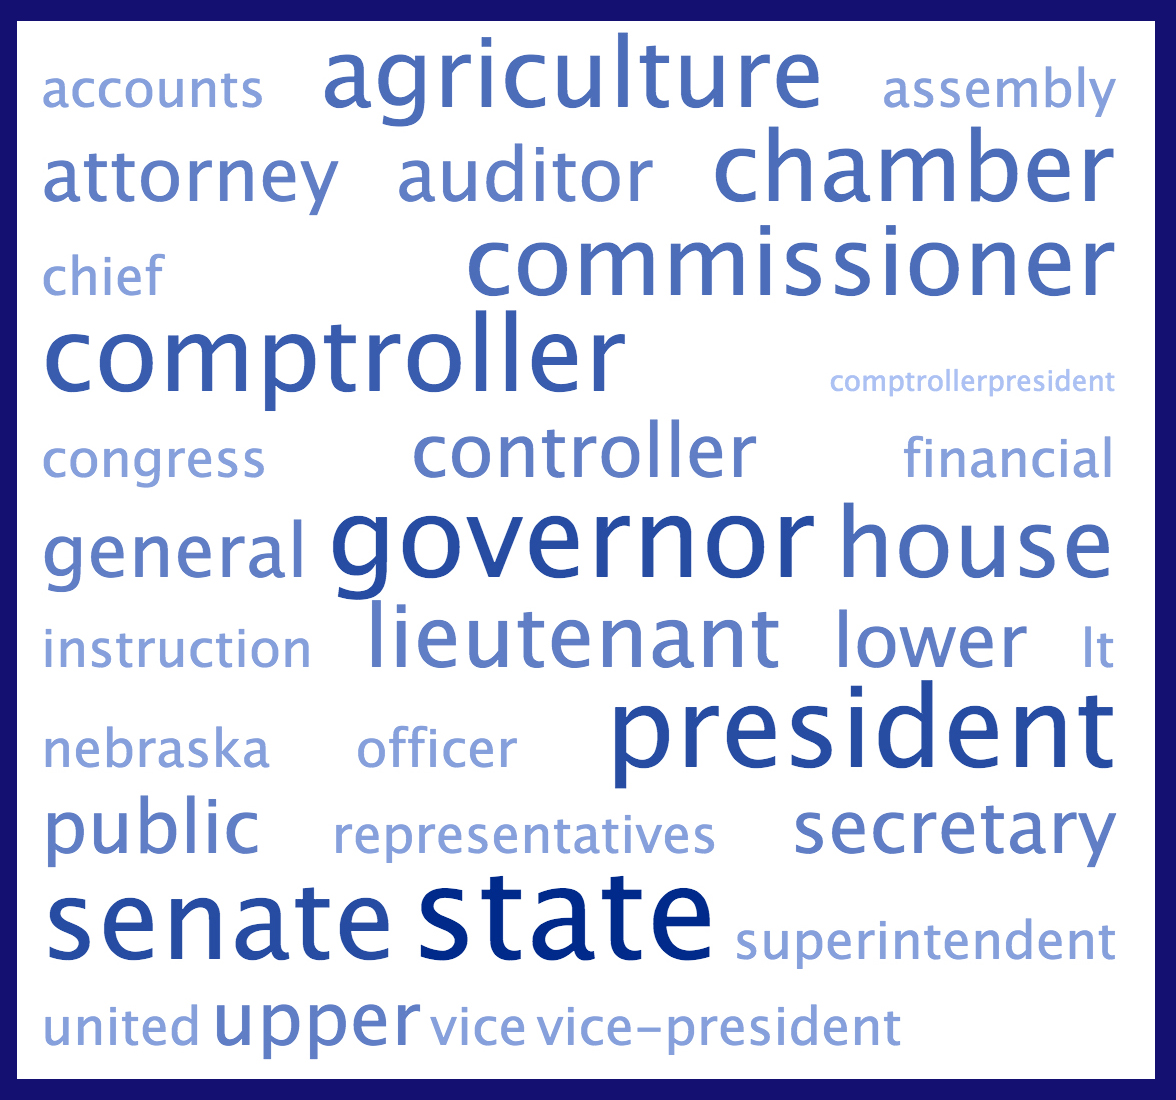 accounts agriculture assembly
attorney auditor chamber
chief commissioner
comptroller comptrollerpresident
congress controller financial
general governor house
instruction lieutenant lower lt
nebraska officer president
public representatives secretary
senate state superintendent
united upper vice vice-president